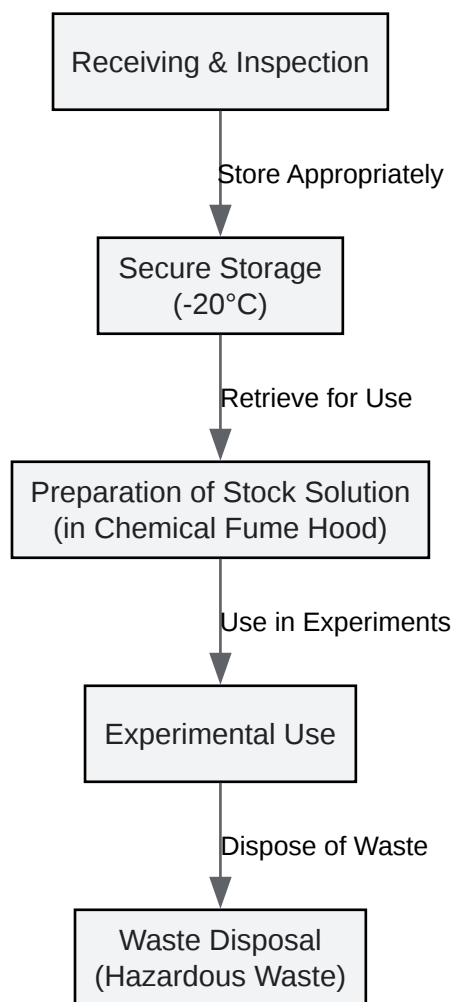 Receiving & Inspection
Store Appropriately
Secure Storage
(-20°C)
Retrieve for Use
Preparation of Stock Solution
(in Chemical Fume Hood)
Use in Experiments
Experimental Use
Dispose of Waste
Waste Disposal
(Hazardous Waste)